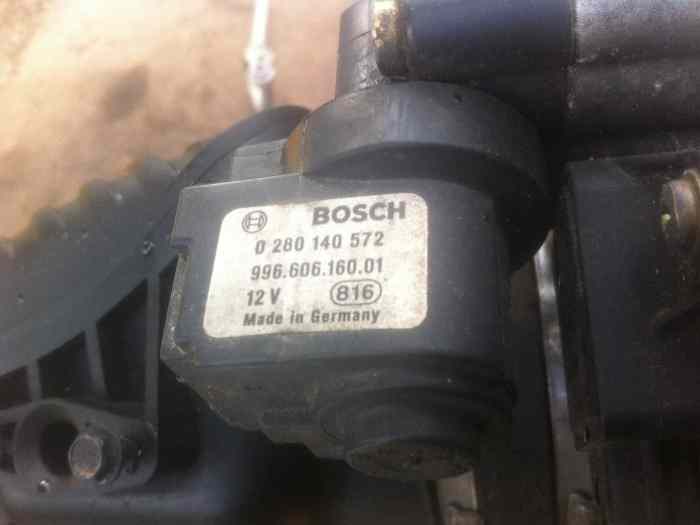 BOSCH
0 280 140 572
996.606.160.01
12 V 816
Made in Germany